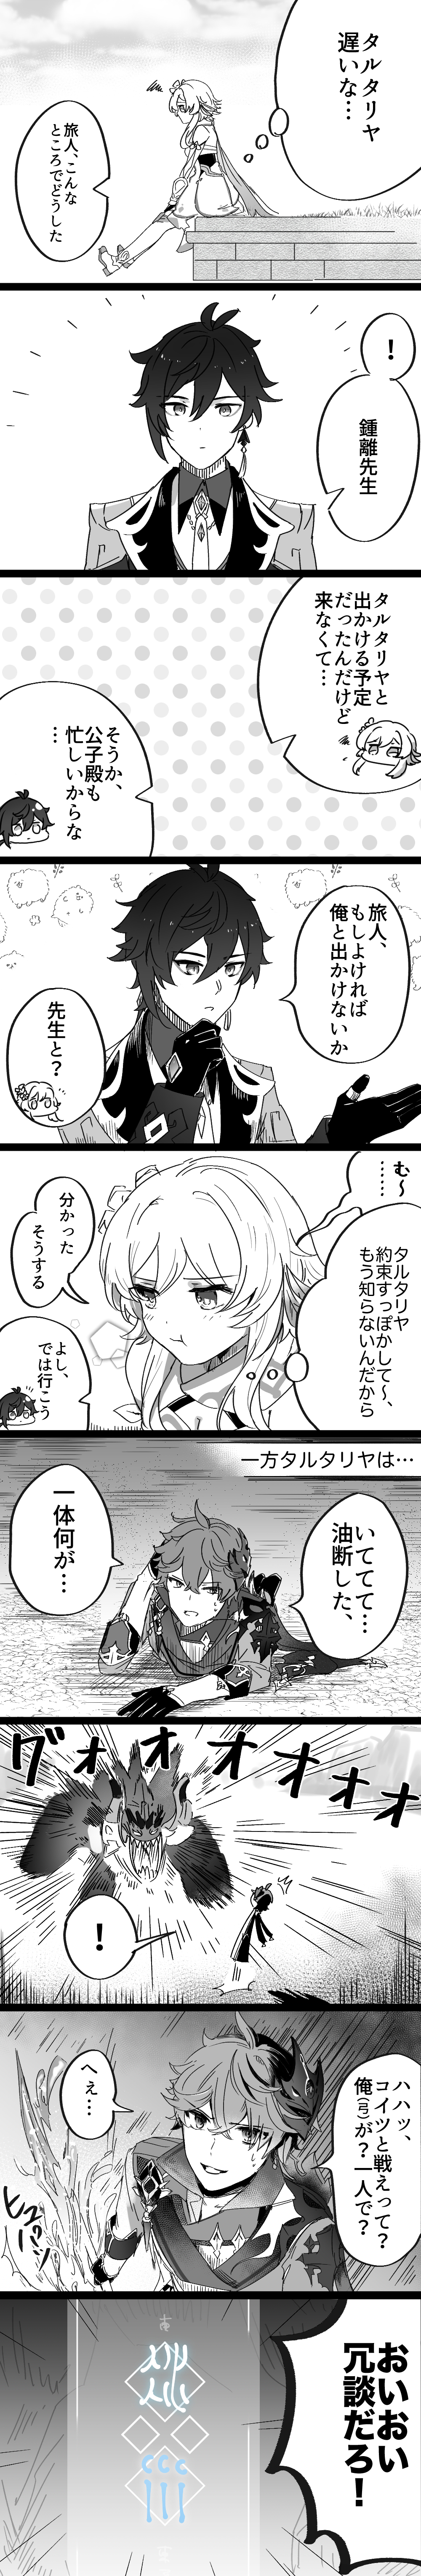 タルタリヤ
遅いな…
旅人、こんな
ところでどうした
！
鍾離先生
タルタリヤと
出かける予定
だったんだけど
来なくて…
そうか、
公子殿も
忙しいからな
…
旅人、
もしよければ
俺と出かけないか
先生と？
む〜
……
タルタリヤ
約束すっぽかして〜、
もう知らないんだから
分かった
そうする
よし、
では行こう
一方タルタリヤは…
いててて…
油断した、
一体何が…
グォォオオオオオ
！
ハハッ、
コイツと戦えって？
俺(弓)が？一人で？
へぇ…
ヒュパッ
おいおい
冗談だろ！